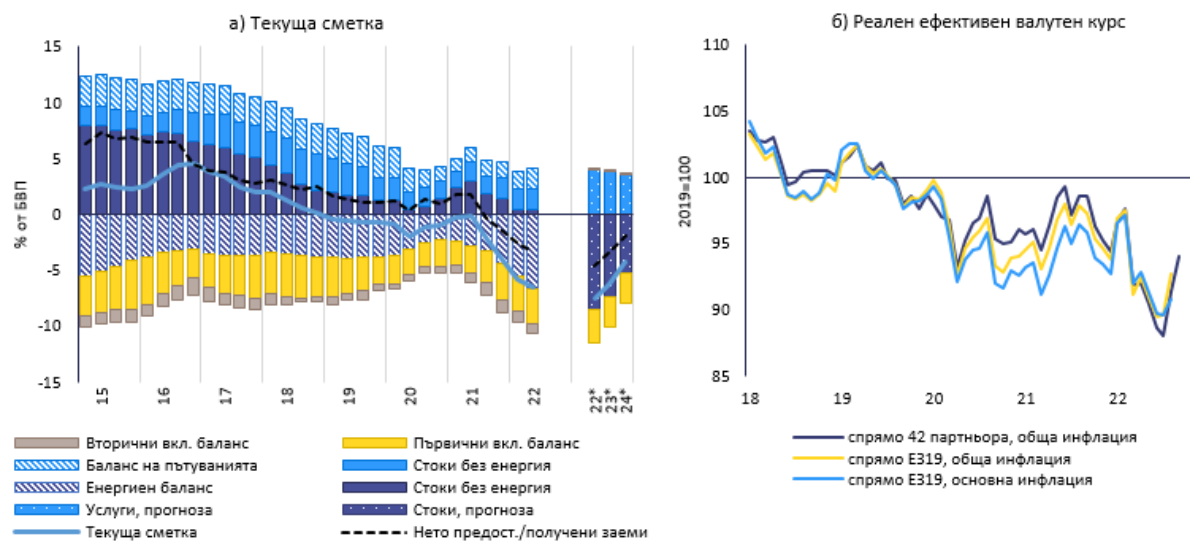 а) Текуща сметка
% от БВП
15
10
5
0
-5
-10
-15
15
16
17
18
19
20
21
22
22*
23*
24*
Вторични вкл. баланс
Първични вкл. баланс
Баланс на пътуванията
Стоки без енергия
Енергиен баланс
Стоки без енергия
Услуги, прогноза
Стоки, прогноза
Текуща сметка
Нето предост./получени заеми
б) Реален ефективен валутен курс
2019=100
110
105
100
95
90
85
18
19
20
21
22
спрямо 42 партньора, обща инфлация
спрямо ЕЗ19, обща инфлация
спрямо ЕЗ19, основна инфлация